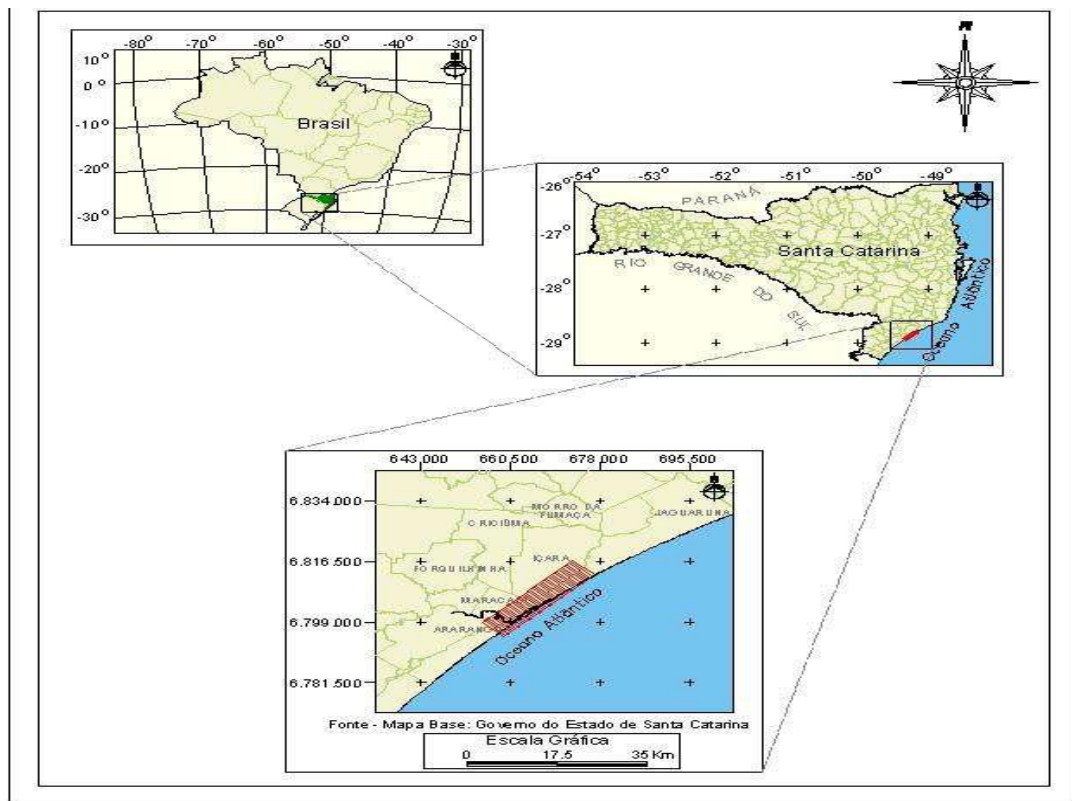 -80° -70° -60° -50° -40° -30°
10°
0°
-10°
-20°
-30°
Brasil
N
-54° -53° -52° -51° -50° -49°
-26°
-27°
-28°
-29°
PARANÁ
Santa Catarina
RIO GRANDE DO SUL
Oceano Atlântico
643.000 660.500 678.000 695.500
6.834.000
6.816.500
6.799.000
6.781.500
MORRO DA
FUMAÇA
JAGUARUNA
CRICIÚMA
IÇARA
FORQUILHINHA
MARACA
ARARANG
Oceano Atlântico
Fonte - Mapa Base: Governo do Estado de Santa Catarina
Escala Gráfica
0 17.5 35 Km